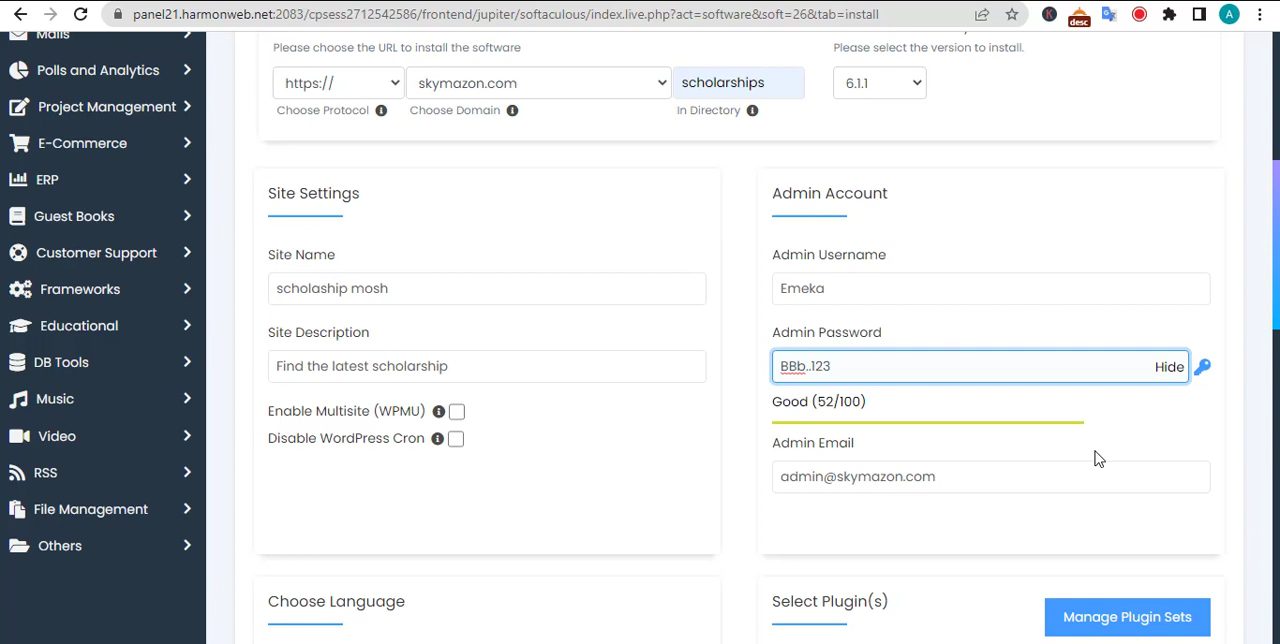 panel21.harmonweb.net:2083/cpsess2712542586/frontend/jupiter/softaculous/index.live.php?act=software&soft=26&tab=install
K
desc
A
Mails
Polls and Analytics
Project Management
E-Commerce
ERP
Guest Books
Customer Support
Frameworks
Educational
DB Tools
Music
Video
RSS
File Management
Others
Please choose the URL to install the software
https://
skymazon.com
scholarships
Choose Protocol
Choose Domain
In Directory
Please select the version to install.
6.1.1
Site Settings
Site Name
scholaship mosh
Site Description
Find the latest scholarship
Enable Multisite (WPMU)
Disable WordPress Cron
Admin Account
Admin Username
Emeka
Admin Password
BBb..123
Hide
Good (52/100)
Admin Email
admin@skymazon.com
Choose Language
Select Plugin(s)
Manage Plugin Sets